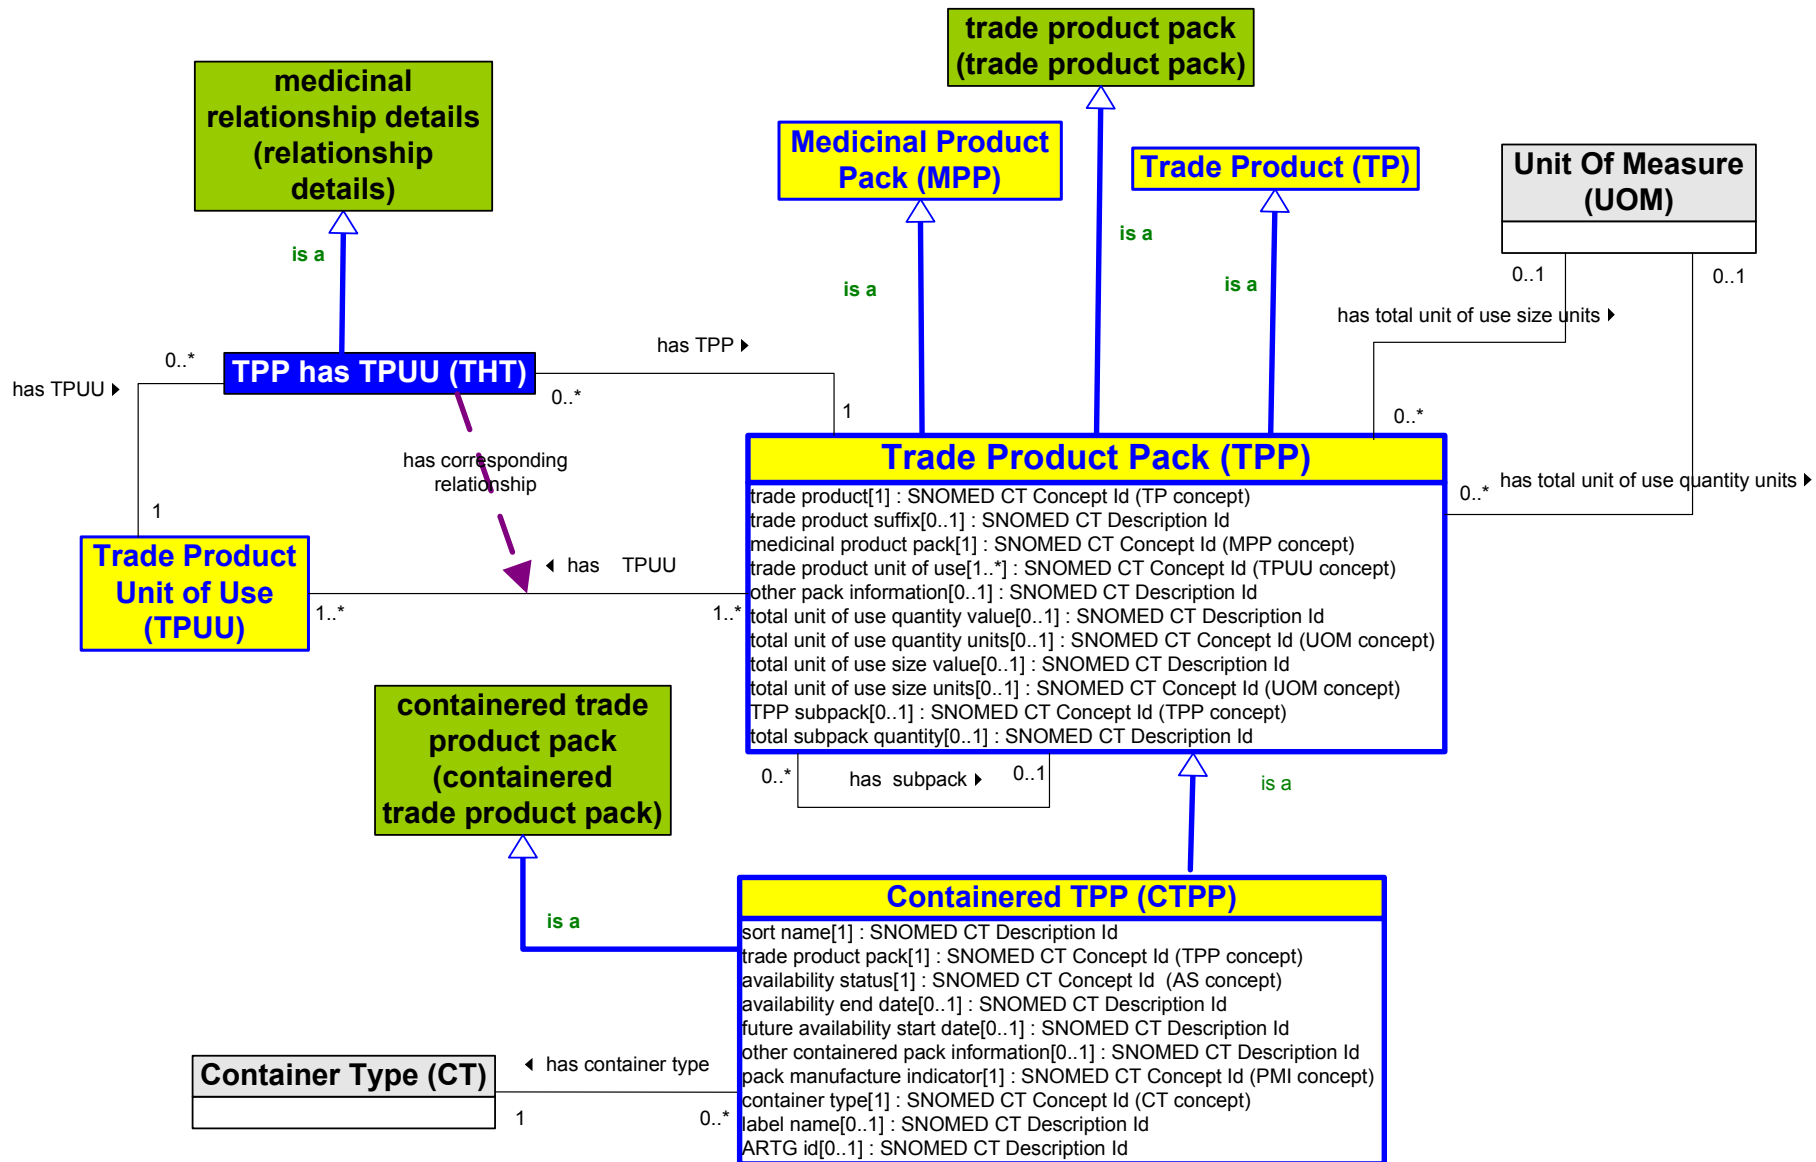 trade product pack
(trade product pack)
medicinal
relationship details
(relationship
details)
Medicinal Product
Pack (MPP)
Trade Product (TP)
Unit Of Measure
(UOM)
is a
is a
is a
is a
0..1
0..1
has total unit of use size units
has TPP
0..*
TPP has TPUU (THT)
has TPUU
0..*
1
0..*
has corresponding
relationship
Trade Product Pack (TPP)
trade product[1] : SNOMED CT Concept Id (TP concept)
trade product suffix[0..1] : SNOMED CT Description Id
medicinal product pack[1] : SNOMED CT Concept Id (MPP concept)
trade product unit of use[1..*] : SNOMED CT Concept Id (TPUU concept)
other pack information[0..1] : SNOMED CT Description Id
total unit of use quantity value[0..1] : SNOMED CT Description Id
total unit of use quantity units[0..1] : SNOMED CT Concept Id (UOM concept)
total unit of use size value[0..1] : SNOMED CT Description Id
total unit of use size units[0..1] : SNOMED CT Concept Id (UOM concept)
TPP subpack[0..1] : SNOMED CT Concept Id (TPP concept)
total subpack quantity[0..1] : SNOMED CT Description Id
0..*
has total unit of use quantity units
1
Trade Product
Unit of Use
(TPUU)
has TPUU
1..*
1..*
containered trade
product pack
(containered
trade product pack)
0..*
has subpack
0..1
is a
is a
Containered TPP (CTPP)
sort name[1] : SNOMED CT Description Id
trade product pack[1] : SNOMED CT Concept Id (TPP concept)
availability status[1] : SNOMED CT Concept Id (AS concept)
availability end date[0..1] : SNOMED CT Description Id
future availability start date[0..1] : SNOMED CT Description Id
other containered pack information[0..1] : SNOMED CT Description Id
pack manufacture indicator[1] : SNOMED CT Concept Id (PMI concept)
container type[1] : SNOMED CT Concept Id (CT concept)
label name[0..1] : SNOMED CT Description Id
ARTG id[0..1] : SNOMED CT Description Id
Container Type (CT)
has container type
1
0..*